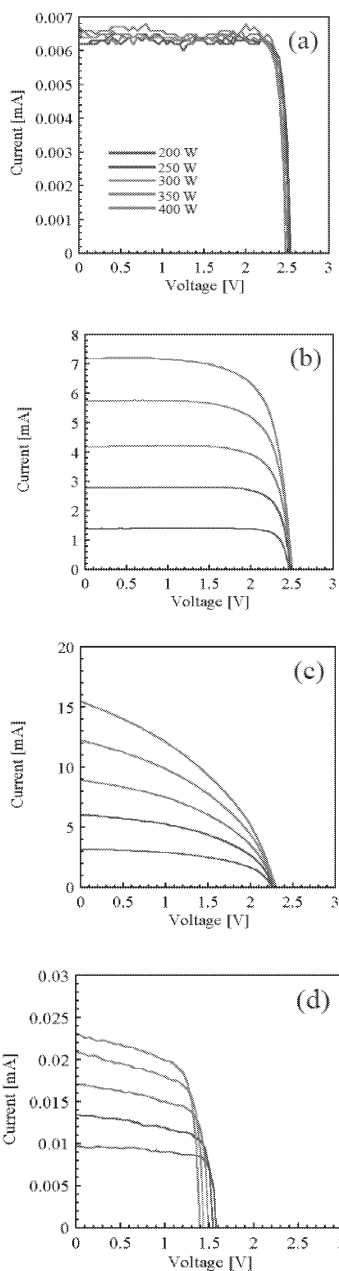 0.007
(a)
0.006
0.005
Current [mA]
0.004
200 W
0.003
250 W
300 W
0.002
350 W
400 W
0.001
0
0 0.5 1 1.5 2 2.5 3
Voltage [V]
8
(b)
7
6
Current [mA]
5
4
3
2
1
0
0 0.5 1 1.5 2 2.5 3
Voltage [V]
20
(c)
15
Current [mA]
10
5
0
0 0.5 1 1.5 2 2.5 3
Voltage [V]
0.03
(d)
0.025
Current [mA]
0.02
0.015
0.01
0.005
0
0 0.5 1 1.5 2 2.5 3
Voltage [V]